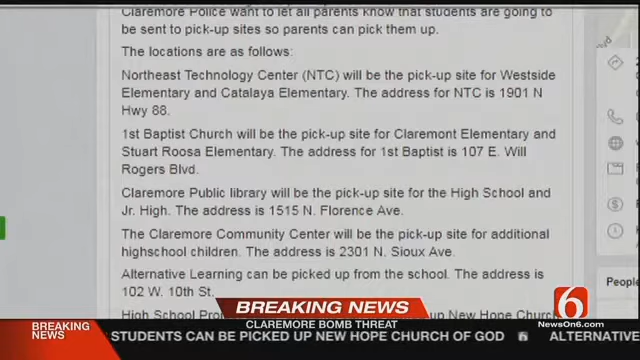 Claremore Police want to let all parents know that students are going to
be sent to pick-up sites so parents can pick them up.
The locations are as follows:
Northeast Technology Center (NTC) will be the pick-up site for Westside
Elementary and Catalaya Elementary. The address for NTC is 1901 N
Hwy 88.
1st Baptist Church will be the pick-up site for Claremont Elementary and
Stuart Roosa Elementary. The address for 1st Baptist is 107 E. Will
Rogers Blvd.
Claremore Public library will be the pick-up site for the High School and
Jr. High. The address is 1515 N. Florence Ave.
The Claremore Community Center will be the pick-up site for additional
highschool children. The address is 2301 N. Sioux Ave.
Alternative Learning can be picked up from the school. The address is
102 W. 10th St.
High School up New Hope Church
People
BREAKING NEWS
CLAREMORE BOMB THREAT
6
NewsOn6.com
BREAKING
NEWS
STUDENTS CAN BE PICKED UP NEW HOPE CHURCH OF GOD 6 ALTERNATIVE